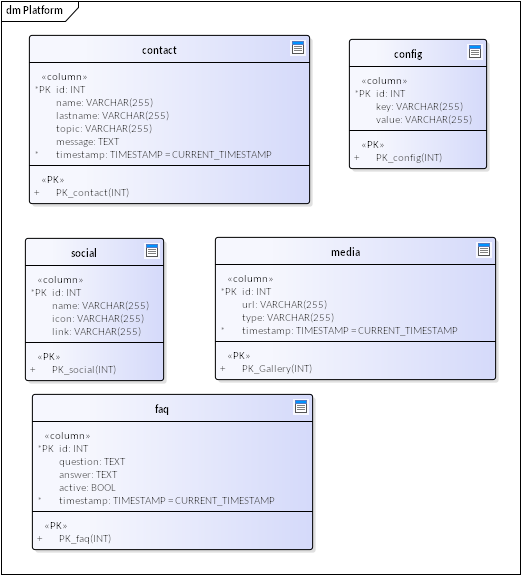 dm Platform
contact
«column»
*PK id: INT
name: VARCHAR(255)
lastname: VARCHAR(255)
topic: VARCHAR(255)
message: TEXT
* timestamp: TIMESTAMP = CURRENT_TIMESTAMP
«PK»
+ PK_contact(INT)
config
«column»
*PK id: INT
key: VARCHAR(255)
value: VARCHAR(255)
«PK»
+ PK_config(INT)
social
«column»
*PK id: INT
name: VARCHAR(255)
icon: VARCHAR(255)
link: VARCHAR(255)
«PK»
+ PK_social(INT)
media
«column»
*PK id: INT
url: VARCHAR(255)
type: VARCHAR(255)
* timestamp: TIMESTAMP = CURRENT_TIMESTAMP
«PK»
+ PK_Gallery(INT)
faq
«column»
*PK id: INT
question: TEXT
answer: TEXT
active: BOOL
* timestamp: TIMESTAMP = CURRENT_TIMESTAMP
«PK»
+ PK_faq(INT)